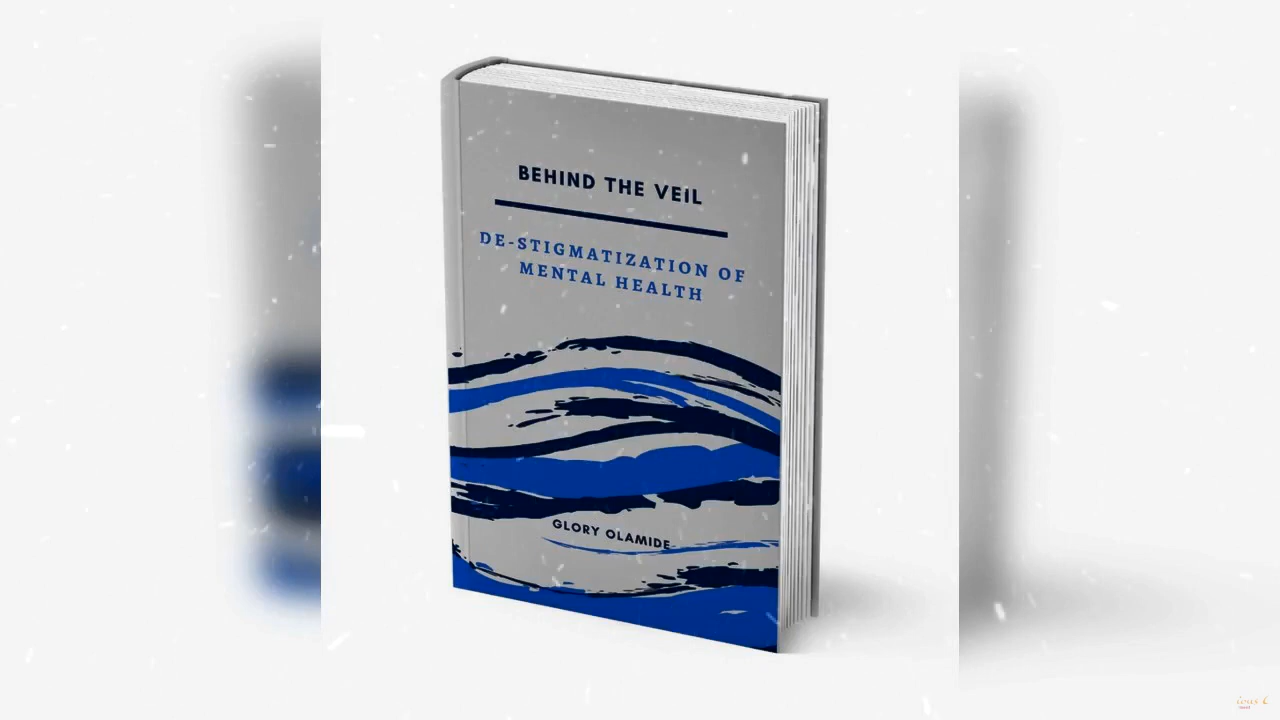 BEHIND THE VEIL
DE-STIGMATIZATION OF
MENTAL HEALTH
GLORY OLAMIDE